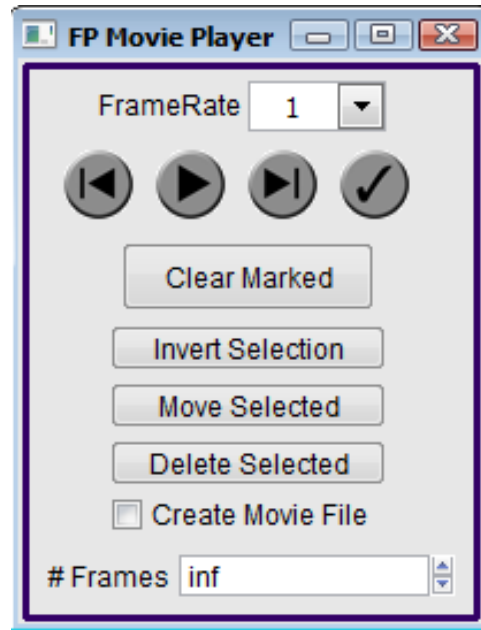 FP Movie Player
FrameRate 1
Clear Marked
Invert Selection
Move Selected
Delete Selected
Create Movie File
# Frames inf